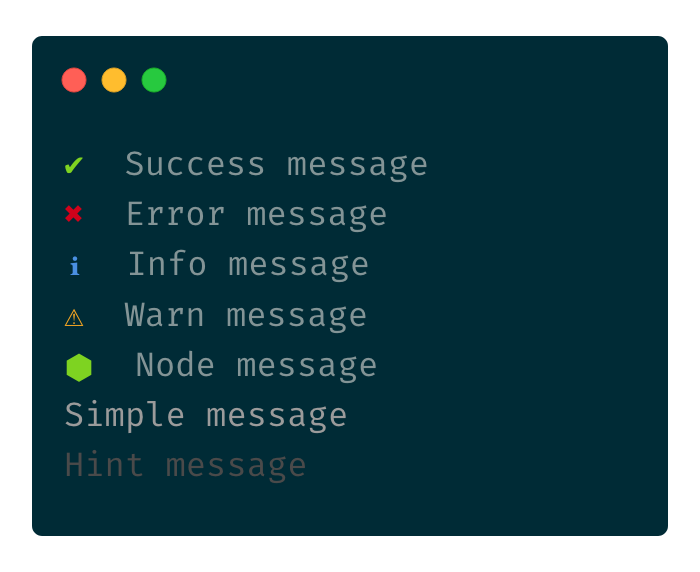 ✔ Success message
✖ Error message
ℹ Info message
⚠ Warn message
⬢ Node message
Simple message
Hint message